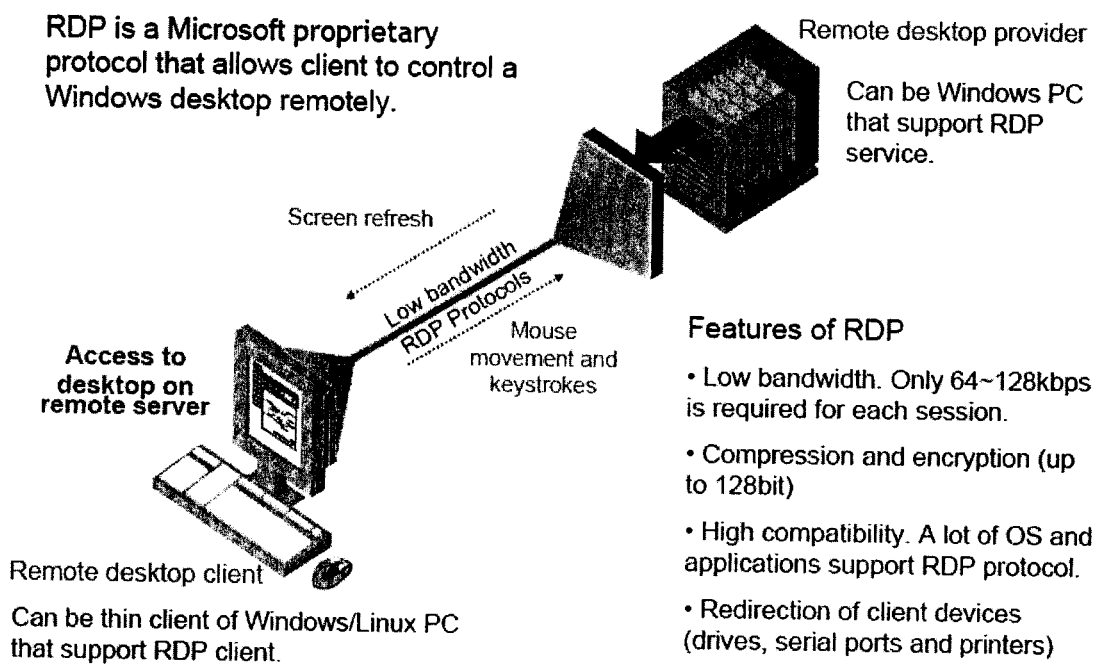 RDP is a Microsoft proprietary
protocol that allows client to control a
Windows desktop remotely.
Remote desktop provider
Can be Windows PC
that support RDP
service.
Screen refresh
Low bandwidth
RDP Protocols
Mouse
movement and
keystrokes
Access to
desktop on
remote server
Remote desktop client
Can be thin client of Windows/Linux PC
that support RDP client.
Features of RDP
• Low bandwidth. Only 64~128kbps
is required for each session.
• Compression and encryption (up
to 128bit)
• High compatibility. A lot of OS and
applications support RDP protocol.
• Redirection of client devices
(drives, serial ports and printers)